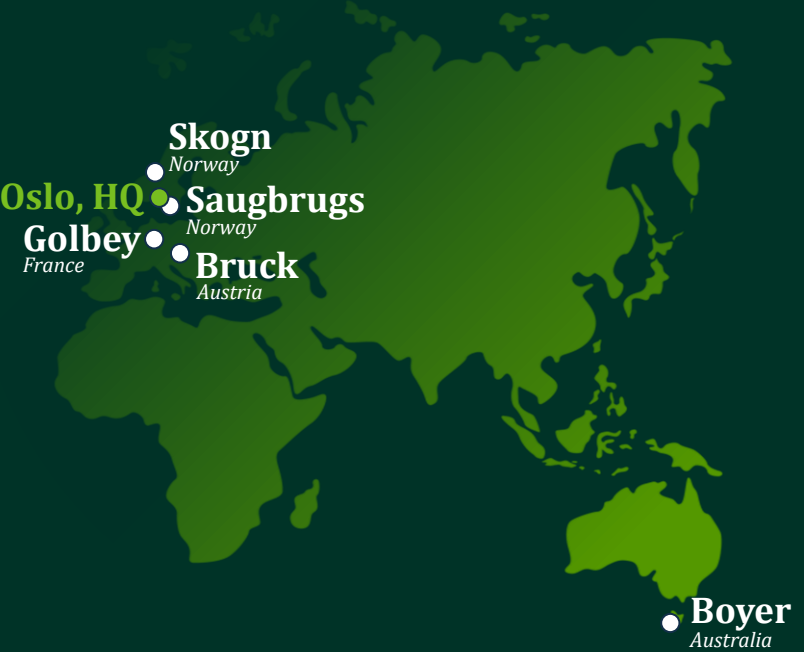 Skogn
Norway
Oslo, HQ
Saugbrugs
Norway
Golbey
France
Bruck
Austria
Boyer
Australia